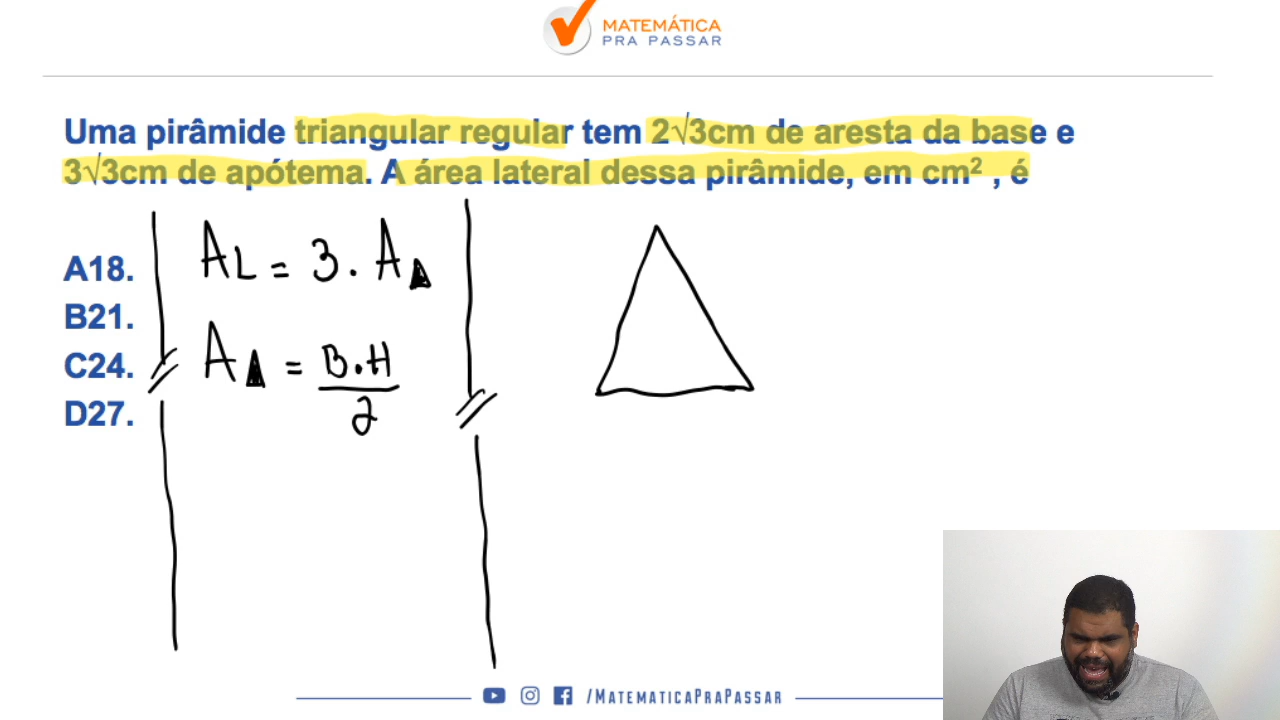 MATEMÁTICA
PRA PASSAR
Uma pirâmide triangular regular tem 2√3cm de aresta da base e
3√3cm de apótema. A área lateral dessa pirâmide, em cm² , é
A18.
B21.
C24.
D27.
AL = 3 . A
A = B.H
2
/MATEMATICAPRAPASSAR